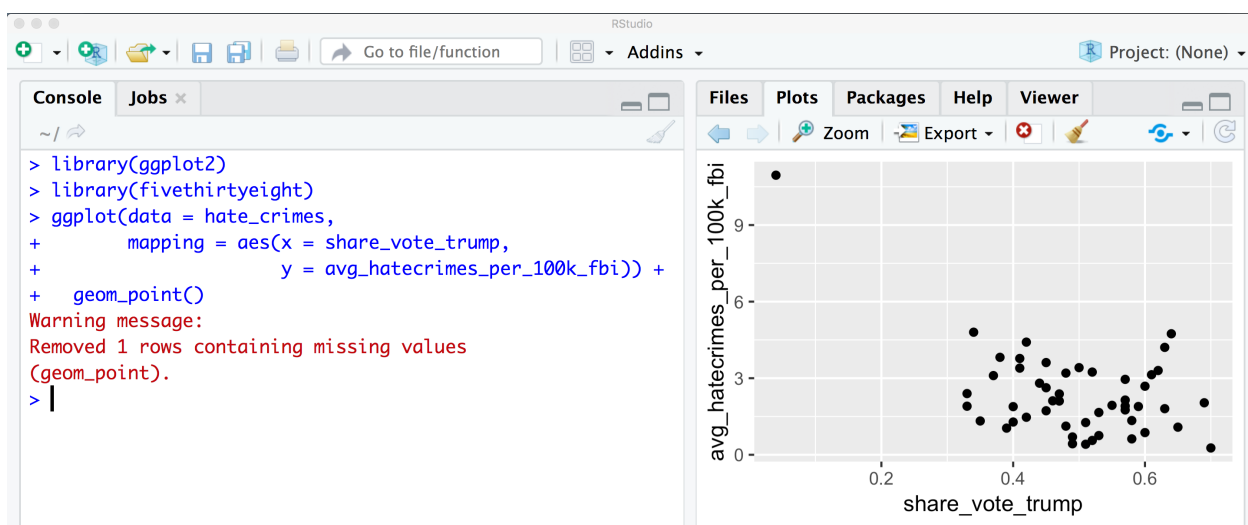 RStudio
Go to file/function
Addins
R Project: (None)
Console Jobs
~/
> library(ggplot2)
> library(fivethirtyeight)
> ggplot(data = hate_crimes,
+        mapping = aes(x = share_vote_trump,
+                      y = avg_hatecrimes_per_100k_fbi)) +
+   geom_point()
Warning message:
Removed 1 rows containing missing values
(geom_point).
>
Files Plots Packages Help Viewer
Zoom Export
avg_hatecrimes_per_100k_fbi
9
6
3
0
0.2 0.4 0.6
share_vote_trump